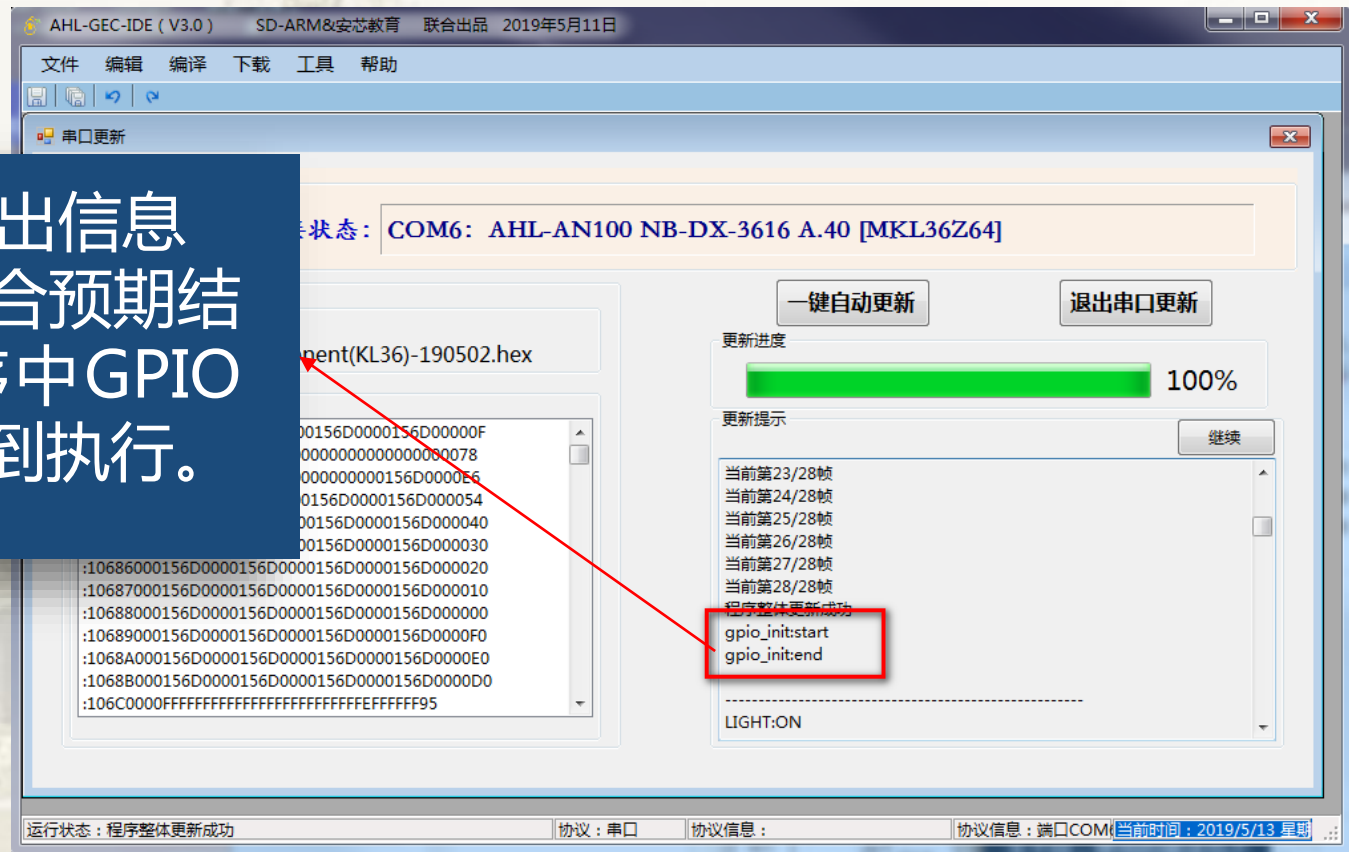 AHL-GEC-IDE ( V3.0 ) SD-ARM&安芯教育 联合出品 2019年5月11日
文件 编辑 编译 下载 工具 帮助
串口更新
出信息
合预期结
中GPIO
到执行。
状态: COM6: AHL-AN100 NB-DX-3616 A.40 [MKL36Z64]
一键自动更新 退出串口更新
nent(KL36)-190502.hex
更新进度
100%
更新提示
继续
00156D0000156D00000F
00000000000000000078
0000000000156D0000E6
00156D0000156D000054
00156D0000156D000040
00156D0000156D000030
:10686000156D0000156D0000156D0000156D000020
:10687000156D0000156D0000156D0000156D000010
:10688000156D0000156D0000156D0000156D000000
:10689000156D0000156D0000156D0000156D0000F0
:1068A000156D0000156D0000156D0000156D0000E0
:1068B000156D0000156D0000156D0000156D0000D0
:106C0000FFFFFFFFFFFFFFFFFFFFFFFFEFFFFFF95
当前第23/28帧
当前第24/28帧
当前第25/28帧
当前第26/28帧
当前第27/28帧
当前第28/28帧
程序整体更新成功
gpio_init:start
gpio_init:end
------------------------------------------------------
LIGHT:ON
运行状态：程序整体更新成功 协议：串口 协议信息： 协议信息：端口COM 当前时间：2019/5/13 星期